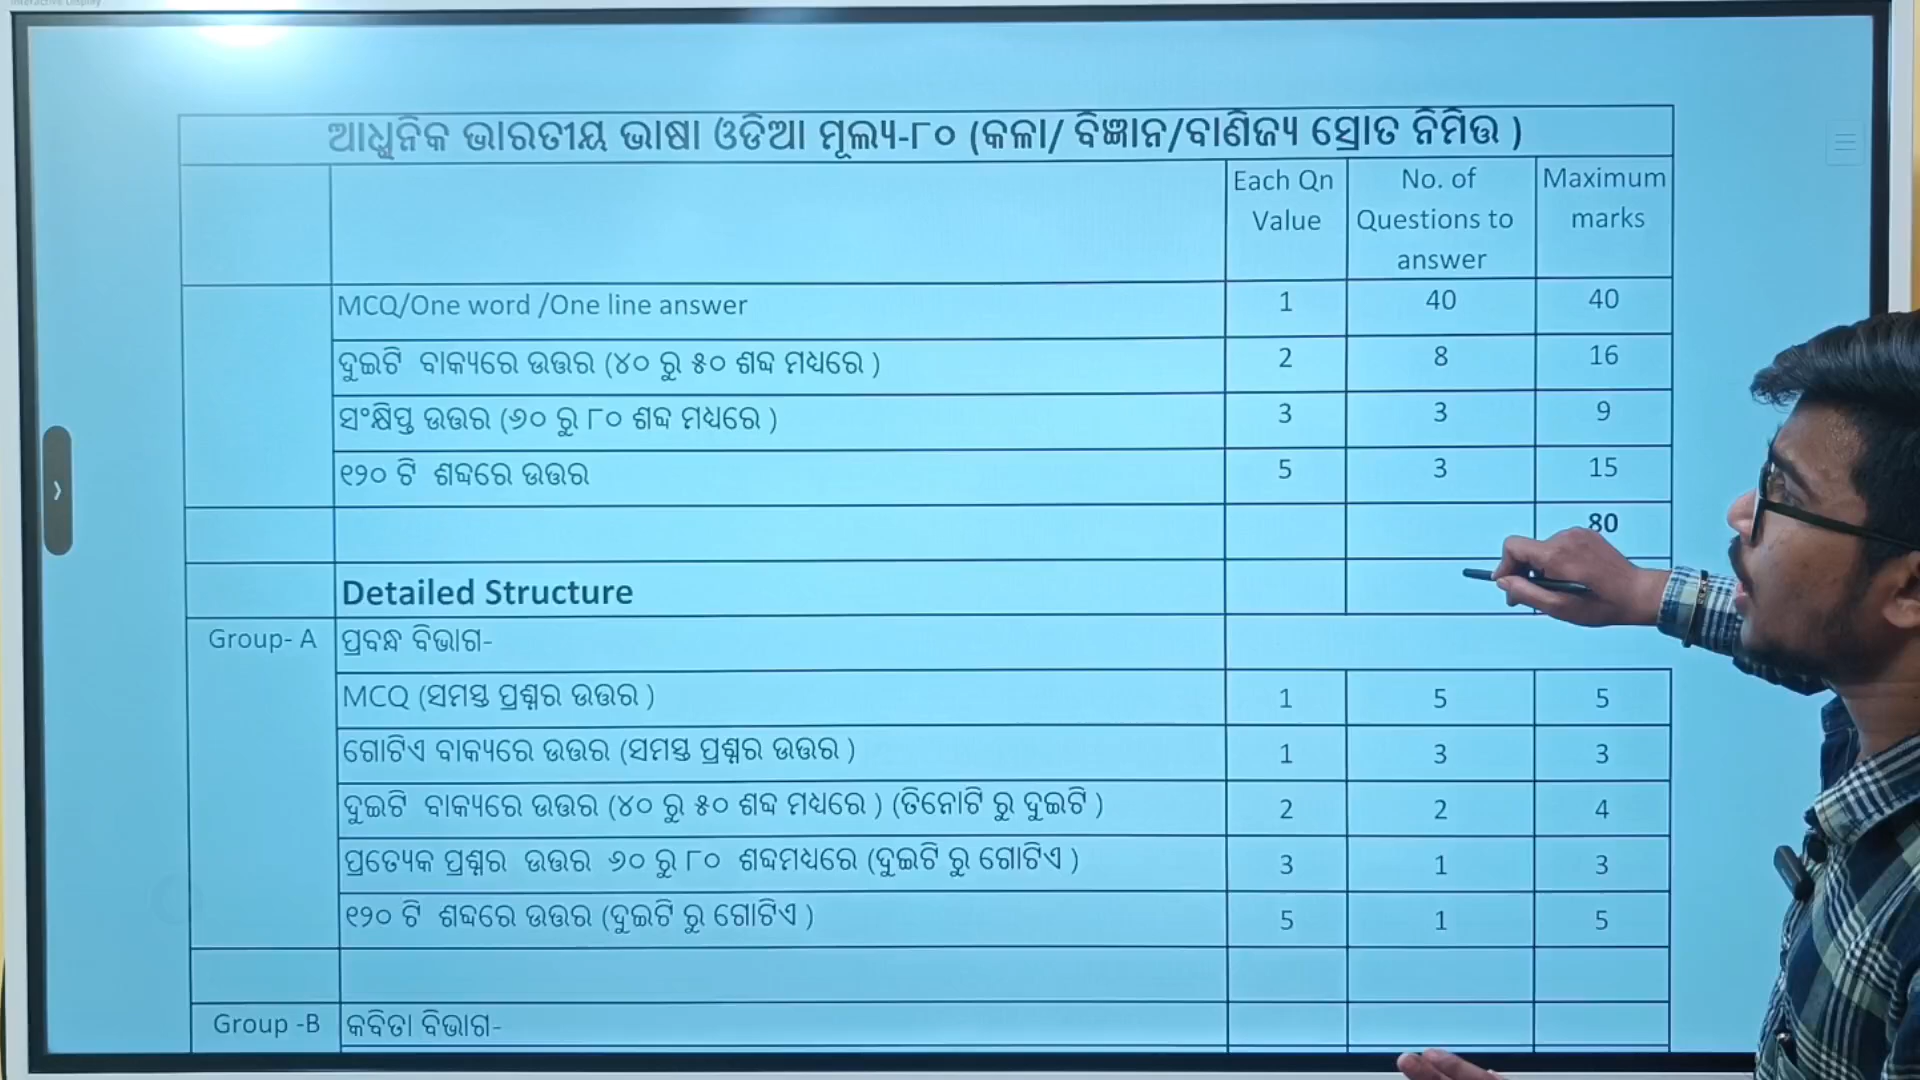 ଆଧୁନିକ ଭାରତୀୟ ଭାଷା ଓଡିଆ ମୂଲ୍ୟ-୮୦ (କଳା/ ବିଜ୍ଞାନ/ବାଣିଜ୍ୟ ସ୍ରୋତ ନିମିତ୍ତ )
Each Qn Value No. of Questions to answer Maximum marks
MCQ/One word /One line answer 1 40 40
ଦୁଇଟି ବାକ୍ୟରେ ଉତ୍ତର (୪୦ ରୁ ୫୦ ଶବ୍ଦ ମଧ୍ୟରେ ) 2 8 16
ସଂକ୍ଷିପ୍ତ ଉତ୍ତର (୬୦ ରୁ ୮୦ ଶବ୍ଦ ମଧ୍ୟରେ ) 3 3 9
୧୨୦ ଟି ଶବ୍ଦରେ ଉତ୍ତର 5 3 15
80
Detailed Structure
Group- A ପ୍ରବନ୍ଧ ବିଭାଗ-
MCQ (ସମସ୍ତ ପ୍ରଶ୍ନର ଉତ୍ତର ) 1 5 5
ଗୋଟିଏ ବାକ୍ୟରେ ଉତ୍ତର (ସମସ୍ତ ପ୍ରଶ୍ନର ଉତ୍ତର ) 1 3 3
ଦୁଇଟି ବାକ୍ୟରେ ଉତ୍ତର (୪୦ ରୁ ୫୦ ଶବ୍ଦ ମଧ୍ୟରେ ) (ତିନୋଟି ରୁ ଦୁଇଟି ) 2 2 4
ପ୍ରତ୍ୟେକ ପ୍ରଶ୍ନର ଉତ୍ତର ୬୦ ରୁ ୮୦ ଶବ୍ଦମଧ୍ୟରେ (ଦୁଇଟି ରୁ ଗୋଟିଏ ) 3 1 3
୧୨୦ ଟି ଶବ୍ଦରେ ଉତ୍ତର (ଦୁଇଟି ରୁ ଗୋଟିଏ ) 5 1 5
Group -B କବିତା ବିଭାଗ-